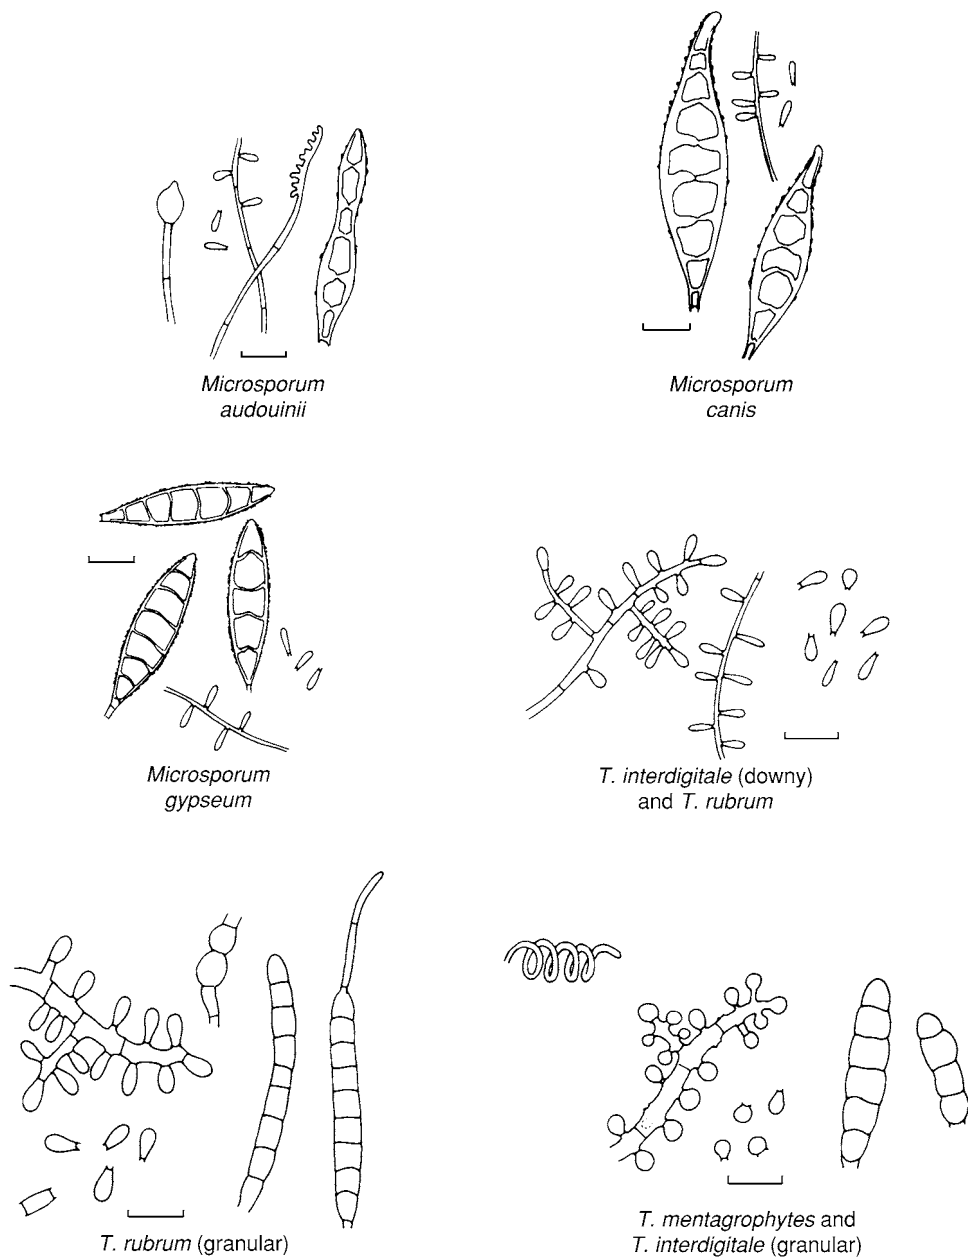 Microsporum
audouinii
Microsporum
canis
Microsporum
gypseum
T. interdigitale (downy)
and T. rubrum
T. rubrum (granular)
T. mentagrophytes and
T. interdigitale (granular)